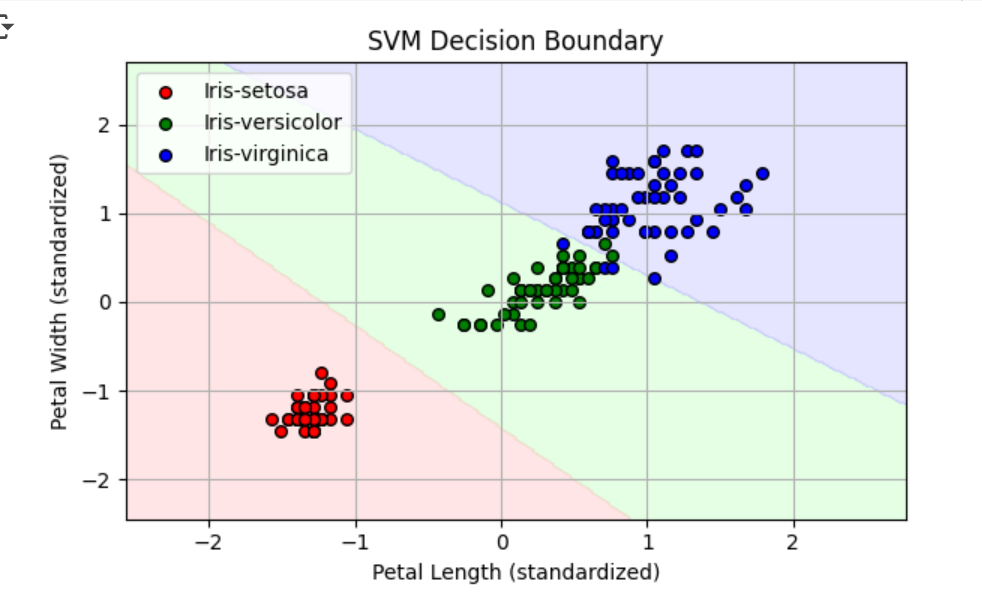 SVM Decision Boundary
Iris-setosa
Iris-versicolor
Iris-virginica
Petal Width (standardized)
2
1
0
−1
−2
−2 −1 0 1 2
Petal Length (standardized)